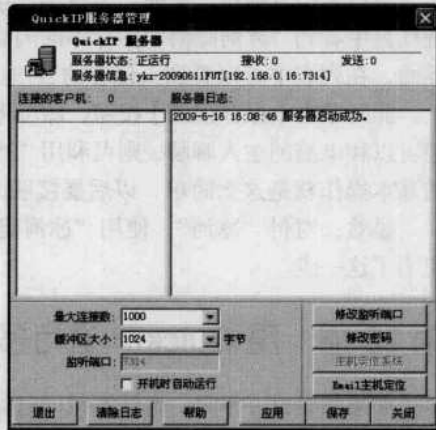 QuickIP服务器管理
QuickIP 服务器
服务器状态: 正运行 接收: 0 发送: 0
服务器信息: ykz-20090611FUT[192.168.0.16:7314]
连接的客户机: 0 服务器日志:
2009-6-16 16:08:46 服务器启动成功。
最大连接数: 1000 修改监听端口
缓冲区大小: 1024 字节 修改密码
监听端口: 7314 主机定位系统
开机时自动运行 Email主机定位
退出 清除日志 帮助 应用 保存 关闭